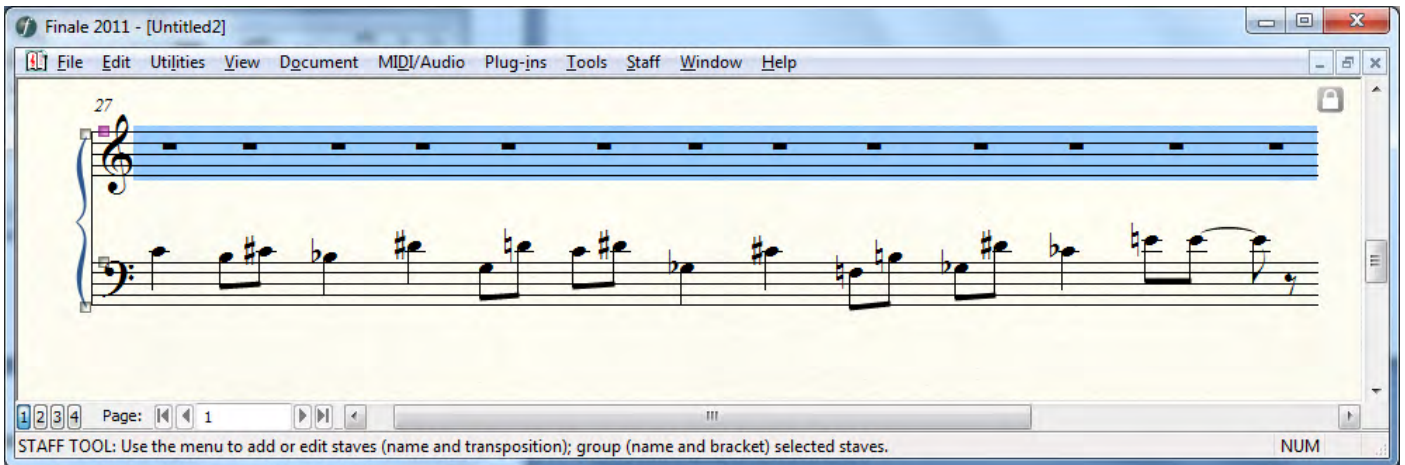 Finale 2011 - [Untitled2]
File Edit Utilities View Document MIDI/Audio Plug-ins Tools Staff Window Help
27
1 2 3 4 Page: 1
STAFF TOOL: Use the menu to add or edit staves (name and transposition); group (name and bracket) selected staves. NUM